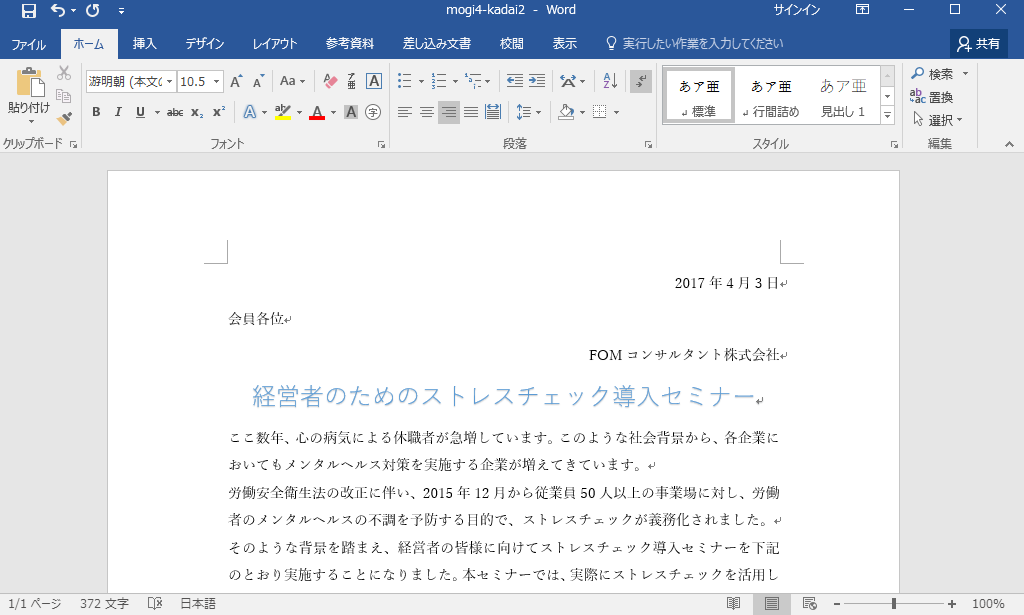 mogi4-kadai2 - Word
サインイン
ファイル ホーム 挿入 デザイン レイアウト 参考資料 差し込み文書 校閲 表示 実行したい作業を入力してください 共有
貼り付け
游明朝 (本文の 10.5
標準 行間詰め 見出し 1
検索
置換
選択
クリップボード フォント 段落 スタイル 編集
2017 年 4 月 3 日
会員各位
FOM コンサルタント株式会社
経営者のためのストレスチェック導入セミナー
ここ数年、心の病気による休職者が急増しています。このような社会背景から、各企業に
おいてもメンタルヘルス対策を実施する企業が増えてきています。
労働安全衛生法の改正に伴い、2015 年 12 月から従業員 50 人以上の事業場に対し、労働
者のメンタルヘルスの不調を予防する目的で、ストレスチェックが義務化されました。
そのような背景を踏まえ、経営者の皆様に向けてストレスチェック導入セミナーを下記
のとおり実施することになりました。本セミナーでは、実際にストレスチェックを活用し
1/1 ページ 372 文字 日本語 100%